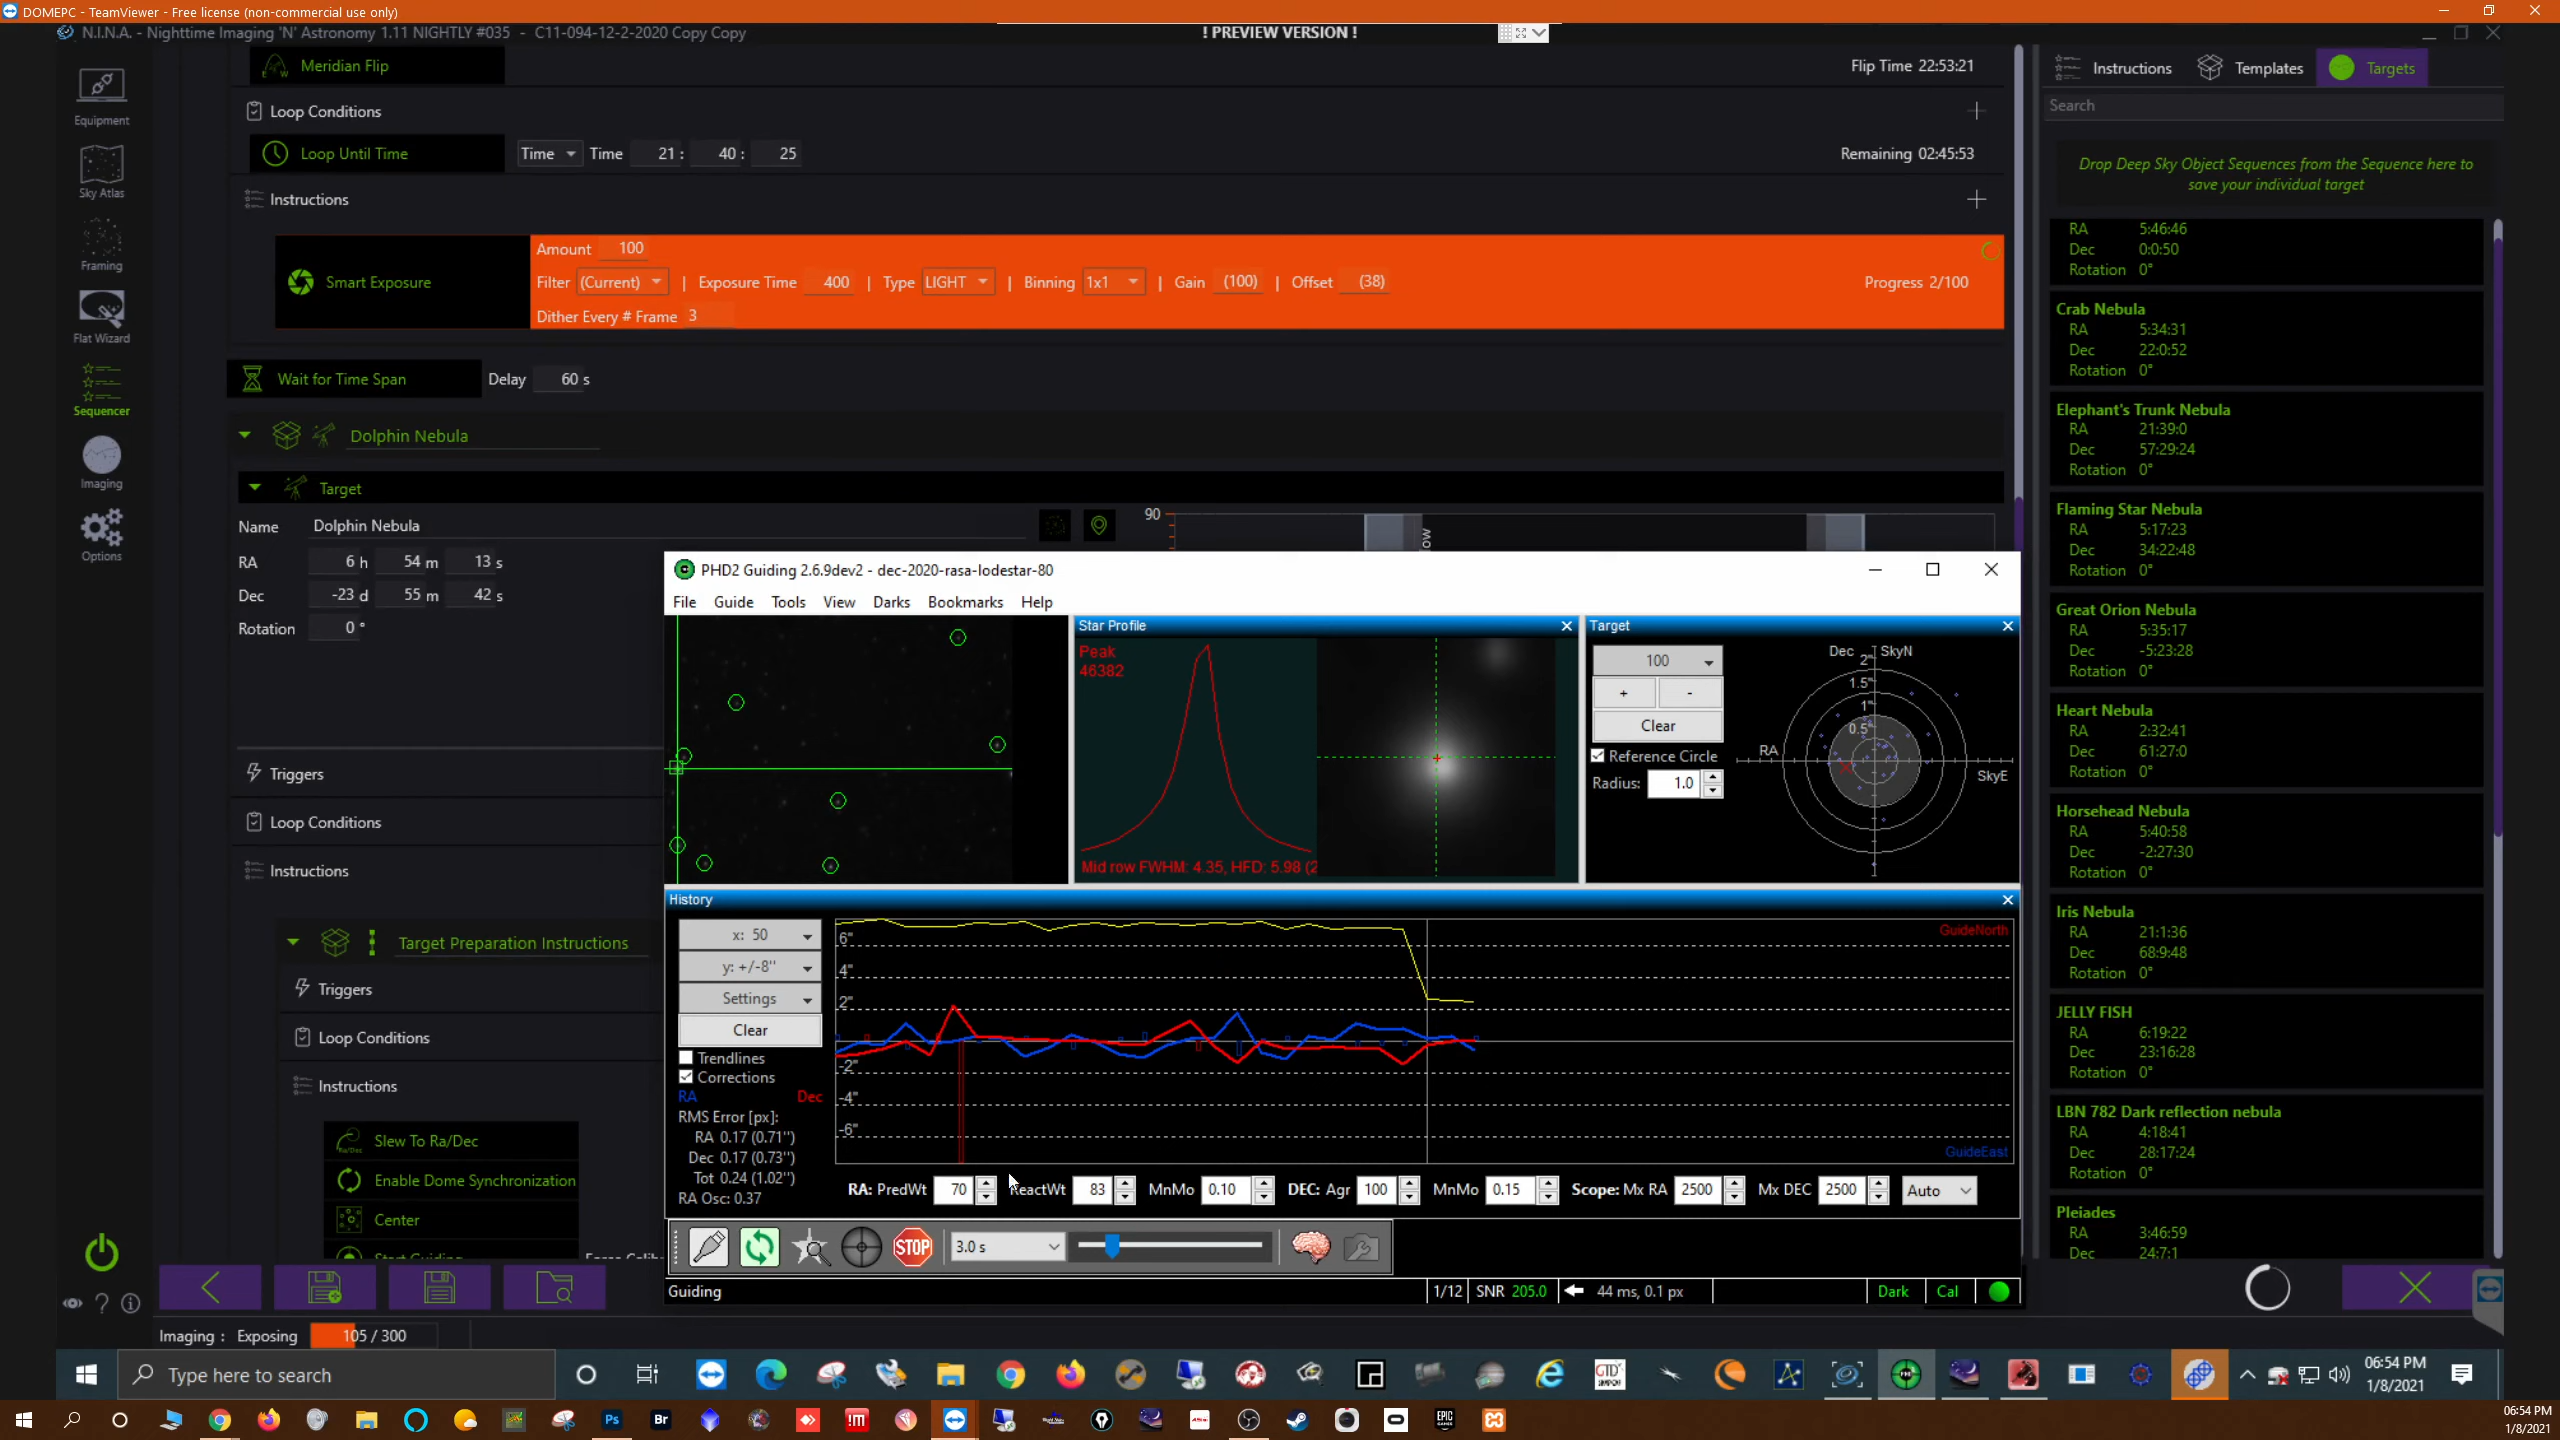 DOMEPC - TeamViewer - Free license (non-commercial use only)
N.I.N.A. - Nighttime Imaging 'N' Astronomy 1.11 NIGHTLY #035 - C11-094-12-2-2020 Copy Copy
! PREVIEW VERSION !
Equipment
Sky Atlas
Framing
Flat Wizard
Sequencer
Imaging
Options
Meridian Flip
Flip Time 22:53:21
Loop Conditions
Loop Until Time Time Time 21 : 40 : 25 Remaining 02:45:53
Instructions
Smart Exposure
Amount 100
Filter (Current) | Exposure Time 400 | Type LIGHT | Binning 1x1 | Gain (100) | Offset (38) Progress 2/100
Dither Every # Frame 3
Wait for Time Span Delay 60 s
Dolphin Nebula
Target
Name Dolphin Nebula
RA 6 h 54 m 13 s
Dec -23 d 55 m 42 s
Rotation 0 °
90
Triggers
Loop Conditions
Instructions
Target Preparation Instructions
Triggers
Loop Conditions
Instructions
Slew To Ra/Dec
Enable Dome Synchronization
Center
Imaging : Exposing 105 / 300
Instructions Templates Targets
Search
Drop Deep Sky Object Sequences from the Sequence here to
save your individual target
RA 5:46:46
Dec 0:0:50
Rotation 0°
Crab Nebula
RA 5:34:31
Dec 22:0:52
Rotation 0°
Elephant's Trunk Nebula
RA 21:39:0
Dec 57:29:24
Rotation 0°
Flaming Star Nebula
RA 5:17:23
Dec 34:22:48
Rotation 0°
Great Orion Nebula
RA 5:35:17
Dec -5:23:28
Rotation 0°
Heart Nebula
RA 2:32:41
Dec 61:27:0
Rotation 0°
Horsehead Nebula
RA 5:40:58
Dec -2:27:30
Rotation 0°
Iris Nebula
RA 21:1:36
Dec 68:9:48
Rotation 0°
JELLY FISH
RA 6:19:22
Dec 23:16:28
Rotation 0°
LBN 782 Dark reflection nebula
RA 4:18:41
Dec 28:17:24
Rotation 0°
Pleiades
RA 3:46:59
Dec 24:7:1
PHD2 Guiding 2.6.9dev2 - dec-2020-rasa-lodestar-80
File Guide Tools View Darks Bookmarks Help
Star Profile
Peak
46382
Mid row FWHM: 4.35, HFD: 5.98 (2
Target
100
+ -
Clear
Reference Circle
Radius: 1.0
Dec SkyN
2"
1.5"
1"
0.5"
RA
SkyE
History
x: 50
y: +/-8"
Settings
Clear
Trendlines
Corrections
RA Dec
RMS Error [px]:
RA 0.17 (0.71")
Dec 0.17 (0.73")
Tot 0.24 (1.02")
RA Osc: 0.37
6"
4"
2"
-2"
-4"
-6"
GuideNorth
GuideEast
RA: PredWt 70 ReactWt 83 MnMo 0.10 DEC: Agr 100 MnMo 0.15 Scope: Mx RA 2500 Mx DEC 2500 Auto
STOP 3.0 s
Guiding 1/12 SNR 205.0 44 ms, 0.1 px Dark Cal
Type here to search
06:54 PM
1/8/2021
Ps
Br
06:54 PM
1/8/2021